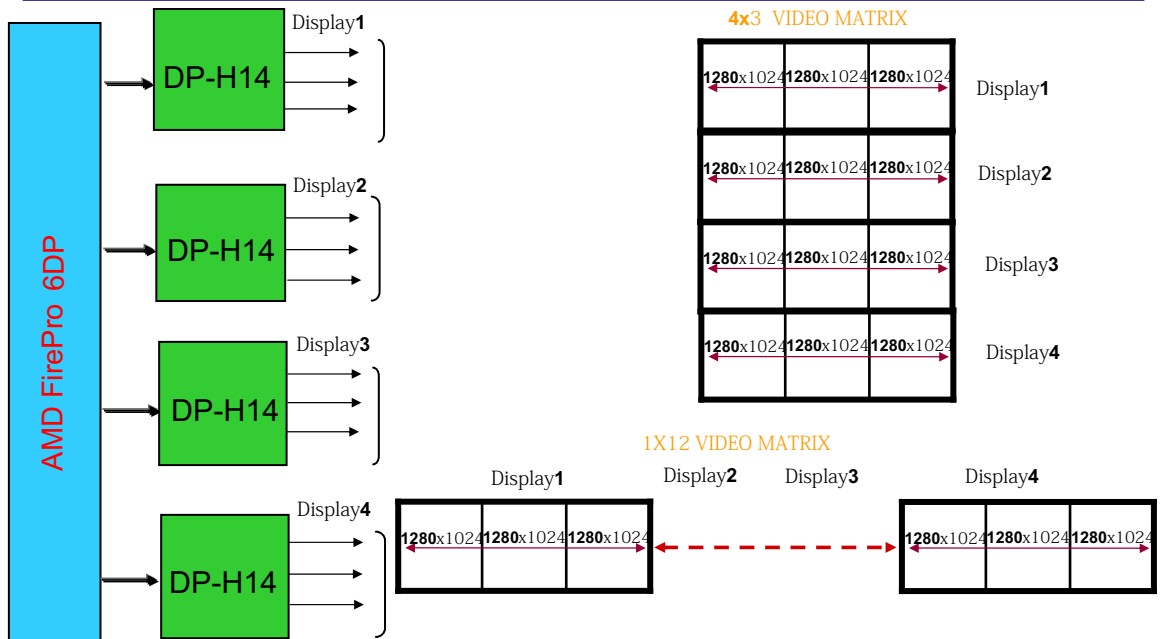 AMD FirePro 6DP
DP-H14
Display1
DP-H14
Display2
DP-H14
Display3
DP-H14
Display4
4x3 VIDEO MATRIX
1280x1024 1280x1024 1280x1024
Display1
1280x1024 1280x1024 1280x1024
Display2
1280x1024 1280x1024 1280x1024
Display3
1280x1024 1280x1024 1280x1024
Display4
1X12 VIDEO MATRIX
Display1 Display2 Display3 Display4
1280x1024 1280x1024 1280x1024
1280x1024 1280x1024 1280x1024